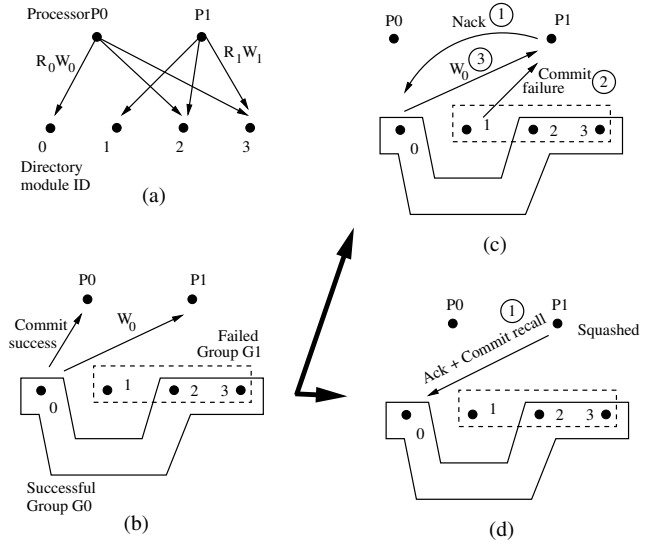 ProcessorP0
P1
R0W0
R1W1
0
1
2
3
Directory
module ID
(a)
P0
P1
Nack 1
W0 3
Commit 2
failure
0
1
2
3
(c)
P0
P1
Commit
success
W0
Failed
Group G1
0
1
2
3
Successful
Group G0
(b)
P0
1
P1
Squashed
Ack + Commit recall
0
1
2
3
(d)